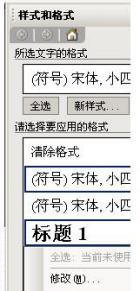 样式和格式
所选文字的格式
(符号) 宋体, 小四
全选 新样式...
请选择要应用的格式
清除格式
(符号) 宋体, 小四
(符号) 宋体, 小四
标题 1
全选: 当前未使用
修改(M)...